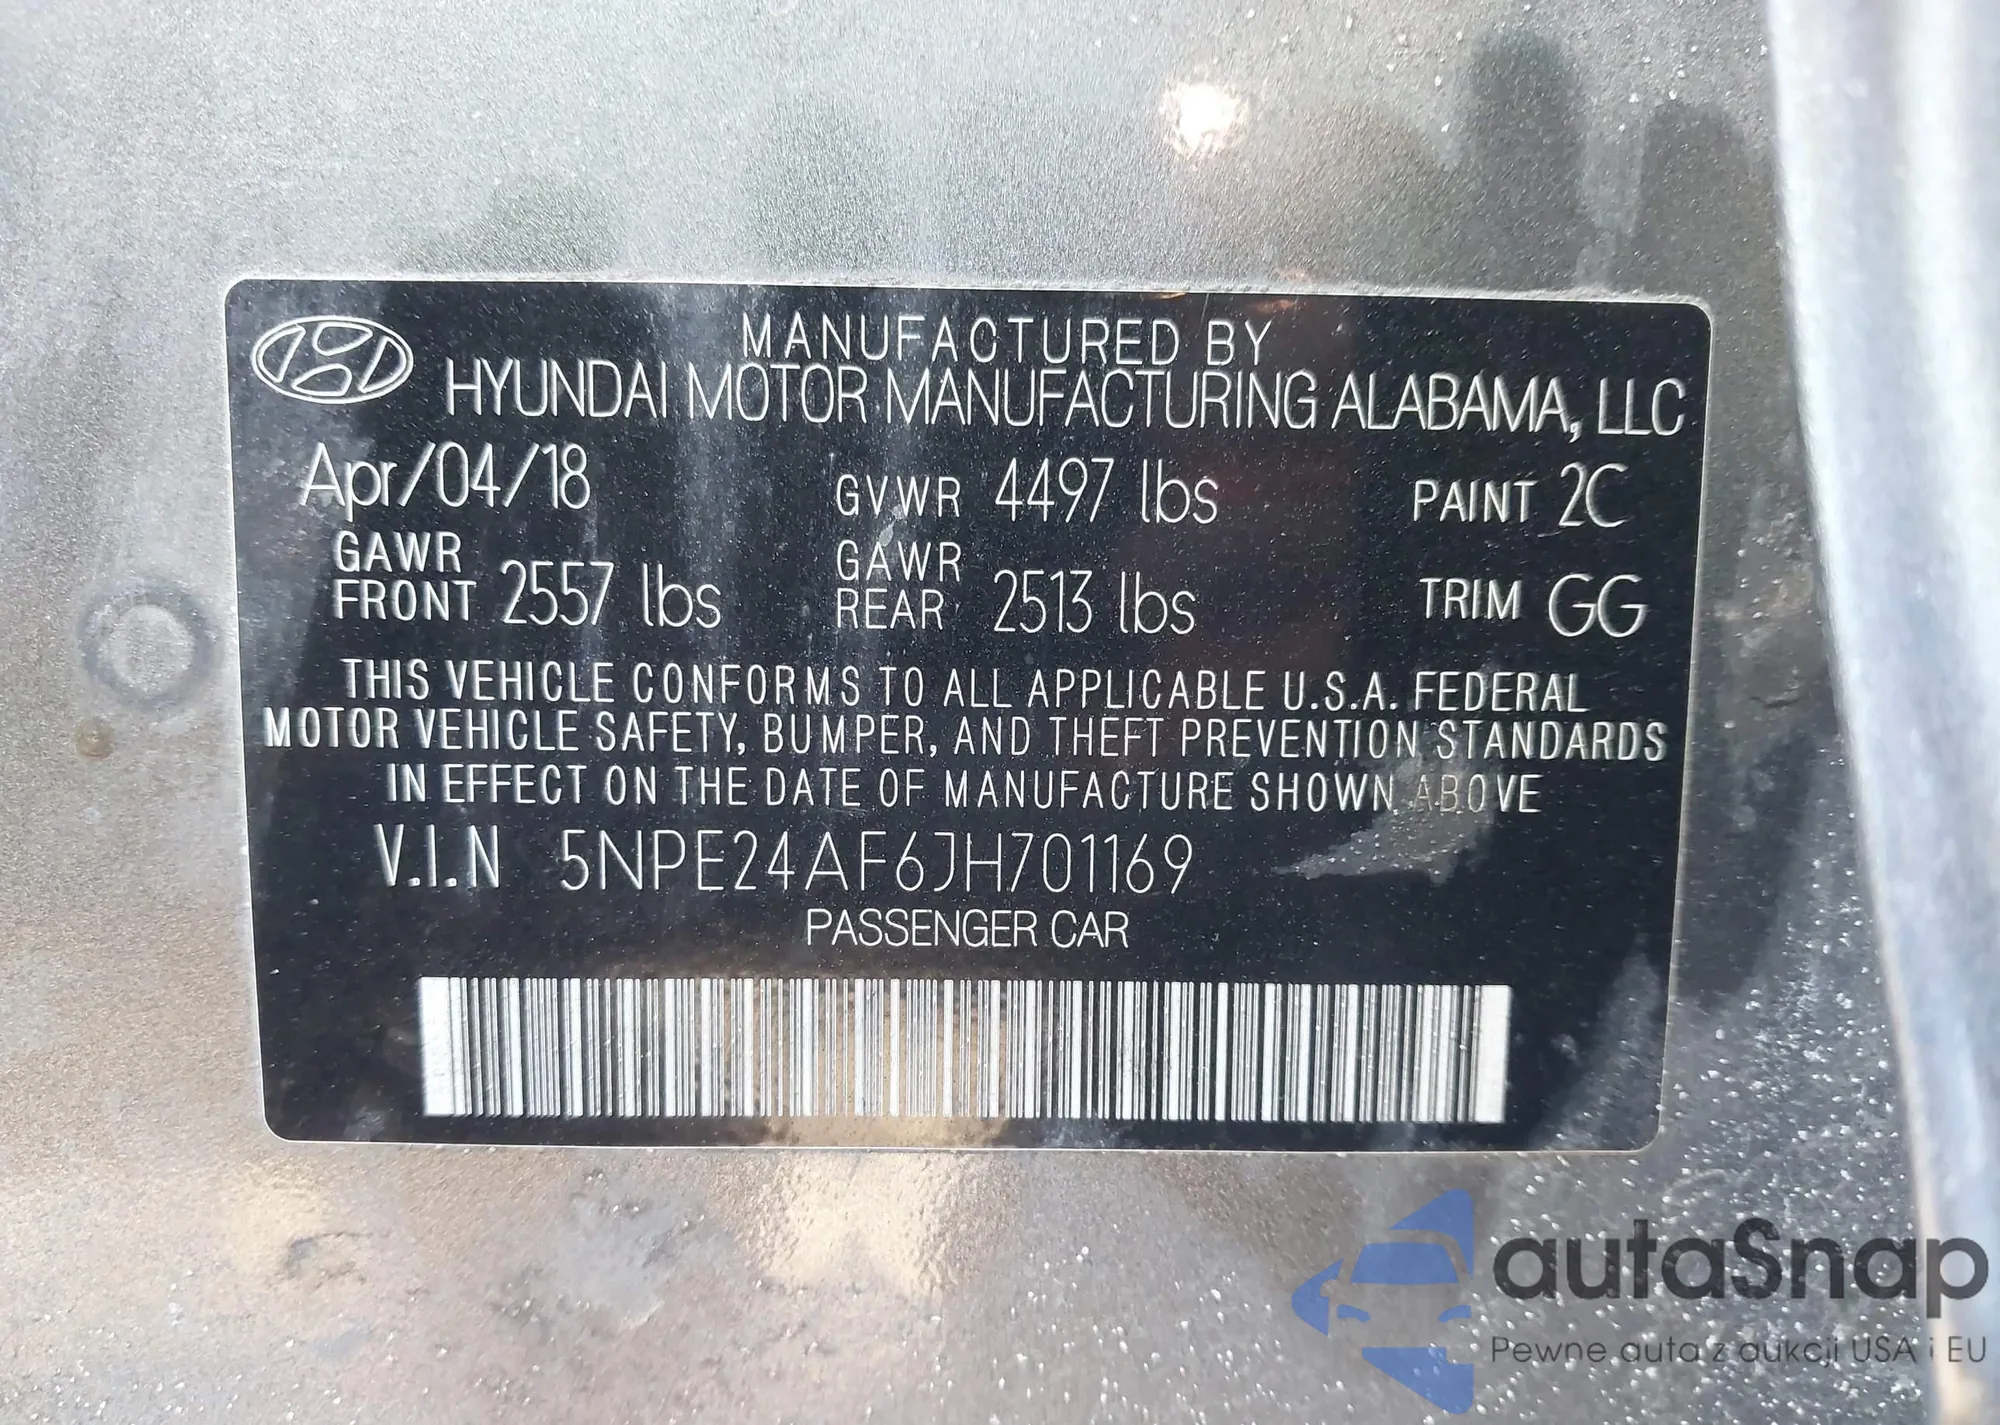 MANUFACTURED BY
HYUNDAI MOTOR MANUFACTURING ALABAMA, LLC
Apr/04/18 GVWR 4497 lbs PAINT 2C
GAWR FRONT 2557 lbs GAWR REAR 2513 lbs TRIM GG
THIS VEHICLE CONFORMS TO ALL APPLICABLE U.S.A. FEDERAL
MOTOR VEHICLE SAFETY, BUMPER, AND THEFT PREVENTION STANDARDS
IN EFFECT ON THE DATE OF MANUFACTURE SHOWN ABOVE
V.I.N 5NPE24AF6JH701169
PASSENGER CAR
autaSnap
Pewne auta z aukcji USA i EU